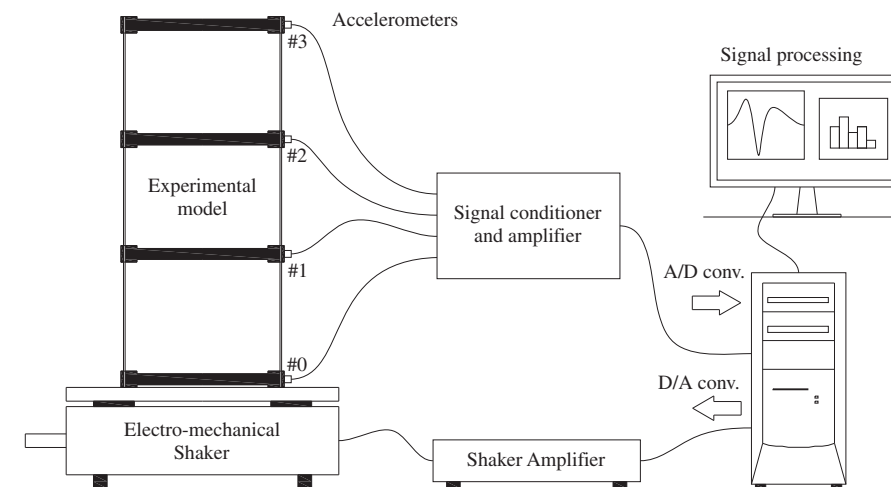 Accelerometers
#3
Signal processing
#2
Experimental
model
Signal conditioner
and amplifier
#1
A/D conv.
#0
D/A conv.
Electro-mechanical
Shaker
Shaker Amplifier